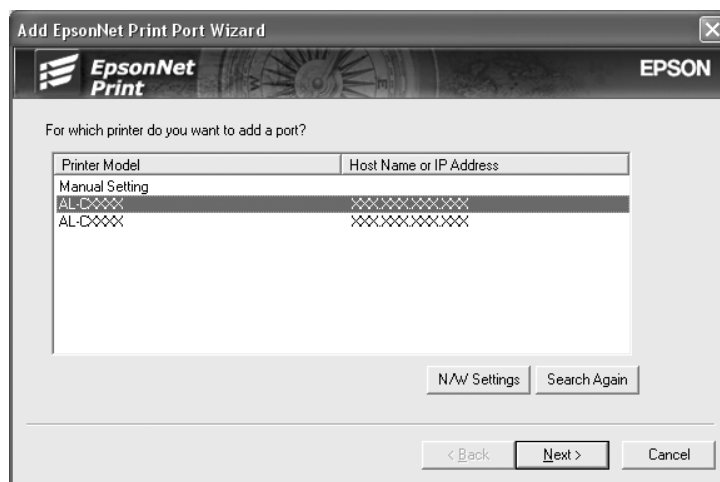 Add EpsonNet Print Port Wizard
EpsonNet
Print
EPSON
For which printer do you want to add a port?
Printer Model Host Name or IP Address
Manual Setting
AL-CXXXX XXX.XXX.XXX.XXX
AL-CXXXX XXX.XXX.XXX.XXX
N/W Settings Search Again
< Back Next > Cancel